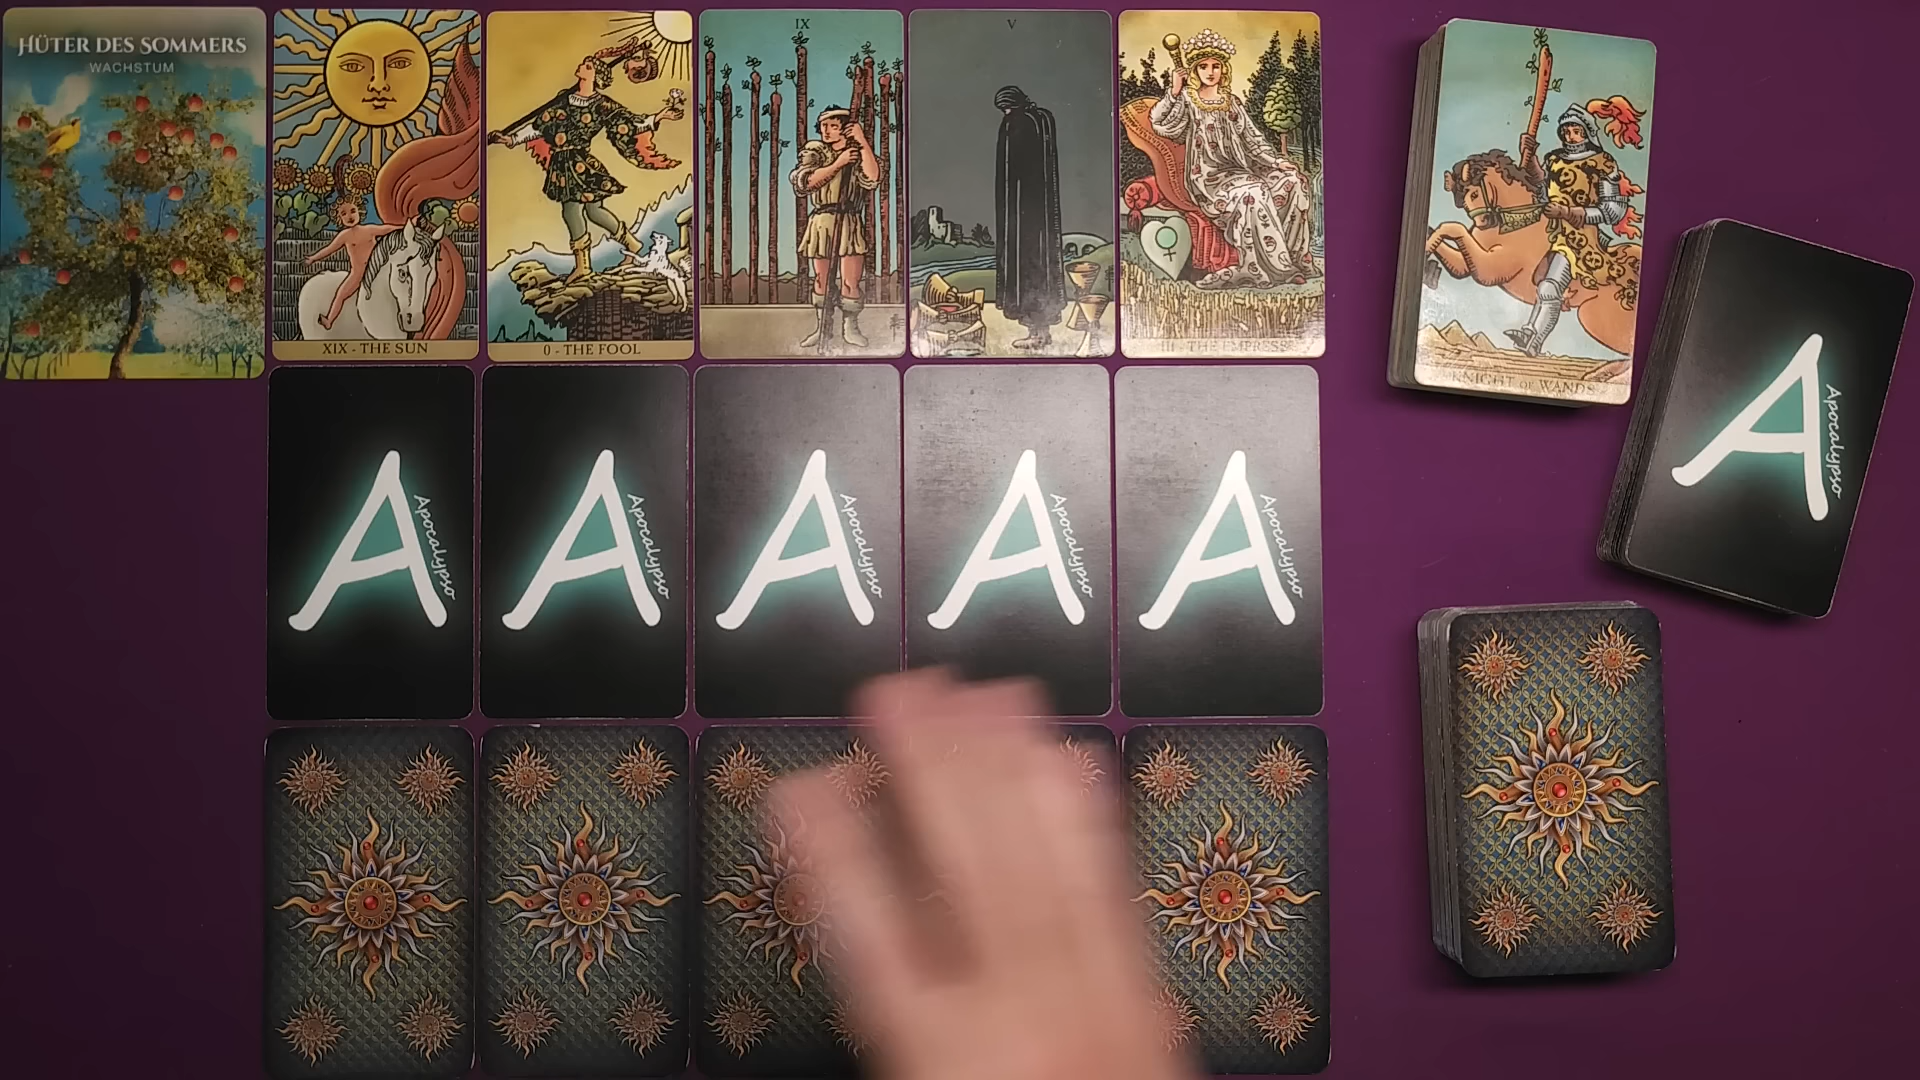 HÜTER DES SOMMERS
WACHSTUM
XIX - THE SUN
0 - THE FOOL
IX
V
III - THE EMPRESS
KNIGHT OF WANDS
A
Apocalypso
A
Apocalypso
A
Apocalypso
A
Apocalypso
A
Apocalypso
A
Apocalypso